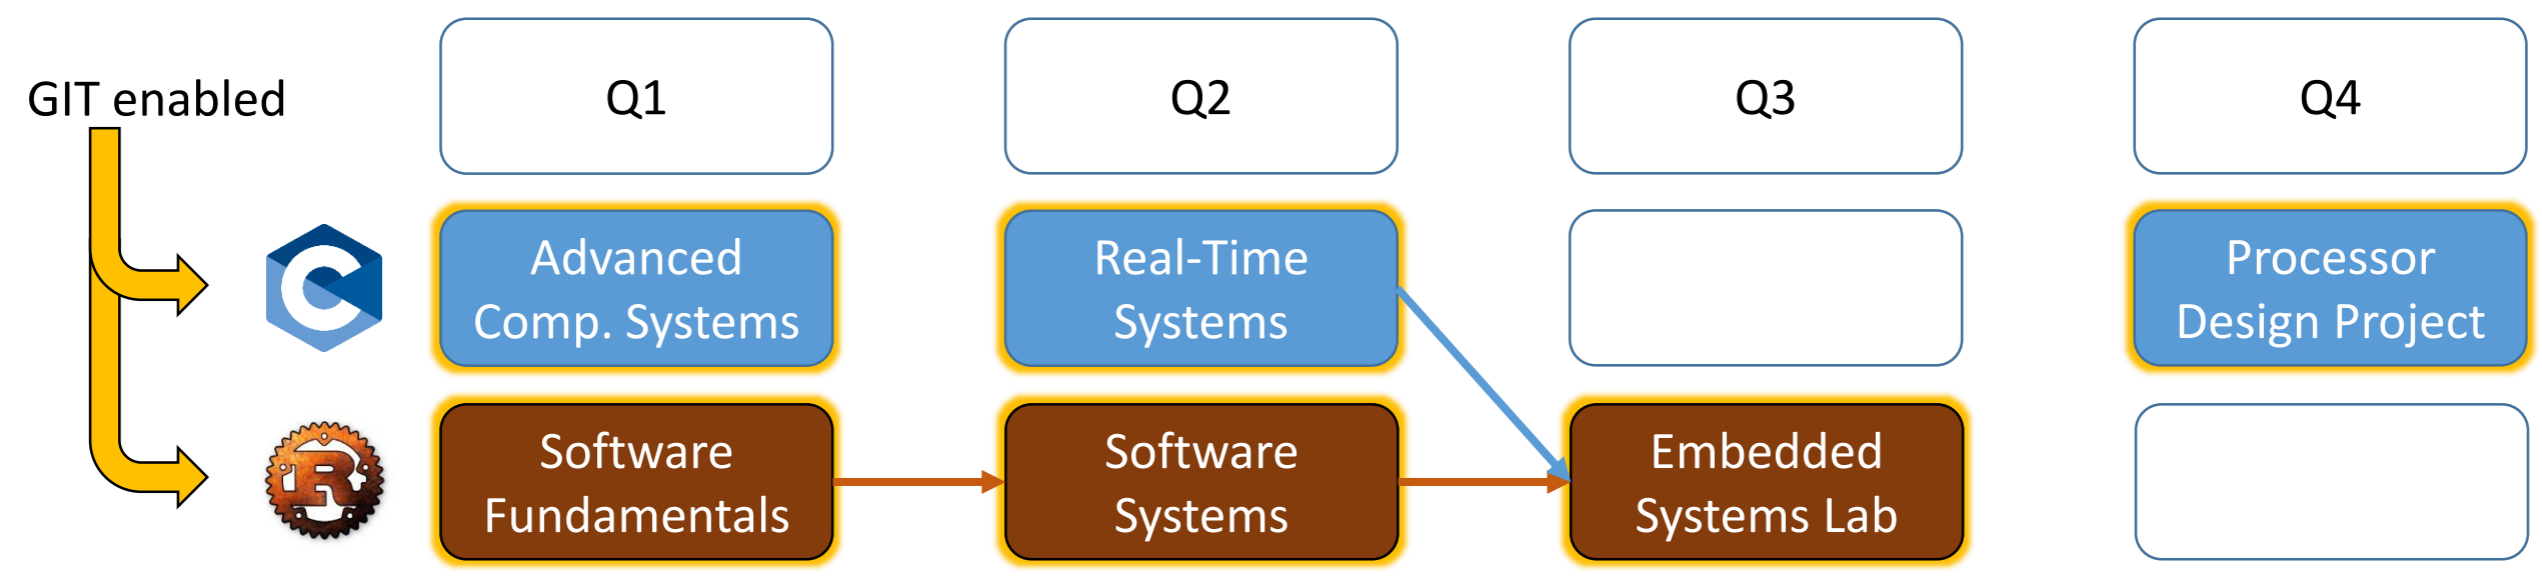 GIT enabled
Q1
Q2
Q3
Q4
C
Advanced
Comp. Systems
Real-Time
Systems
Processor
Design Project
R
Software
Fundamentals
Software
Systems
Embedded
Systems Lab